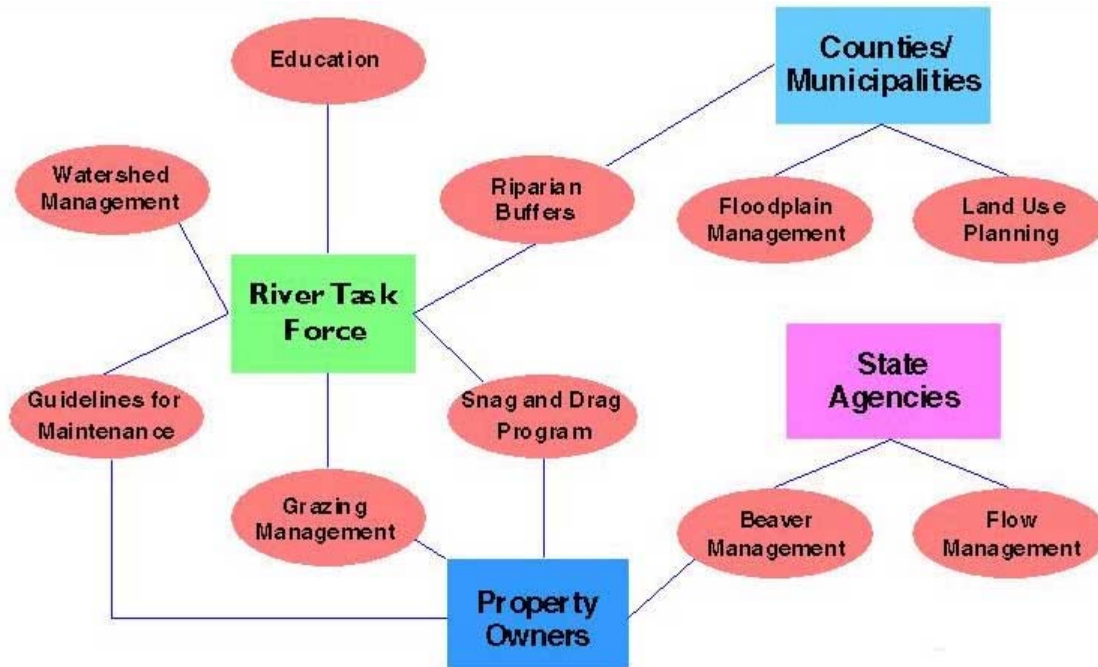 Education
Counties/
Municipalities
Watershed
Management
Riparian
Buffers
Floodplain
Management
Land Use
Planning
River Task
Force
State
Agencies
Guidelines for
Maintenance
Snag and Drag
Program
Grazing
Management
Beaver
Management
Flow
Management
Property
Owners